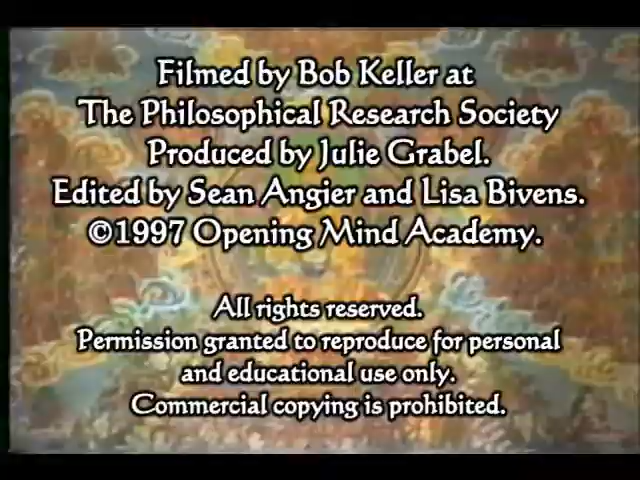 Filmed by Bob Keller at
The Philosophical Research Society
Produced by Julie Grabel.
Edited by Sean Angier and Lisa Bivens.
©1997 Opening Mind Academy.
All rights reserved.
Permission granted to reproduce for personal
and educational use only.
Commercial copying is prohibited.